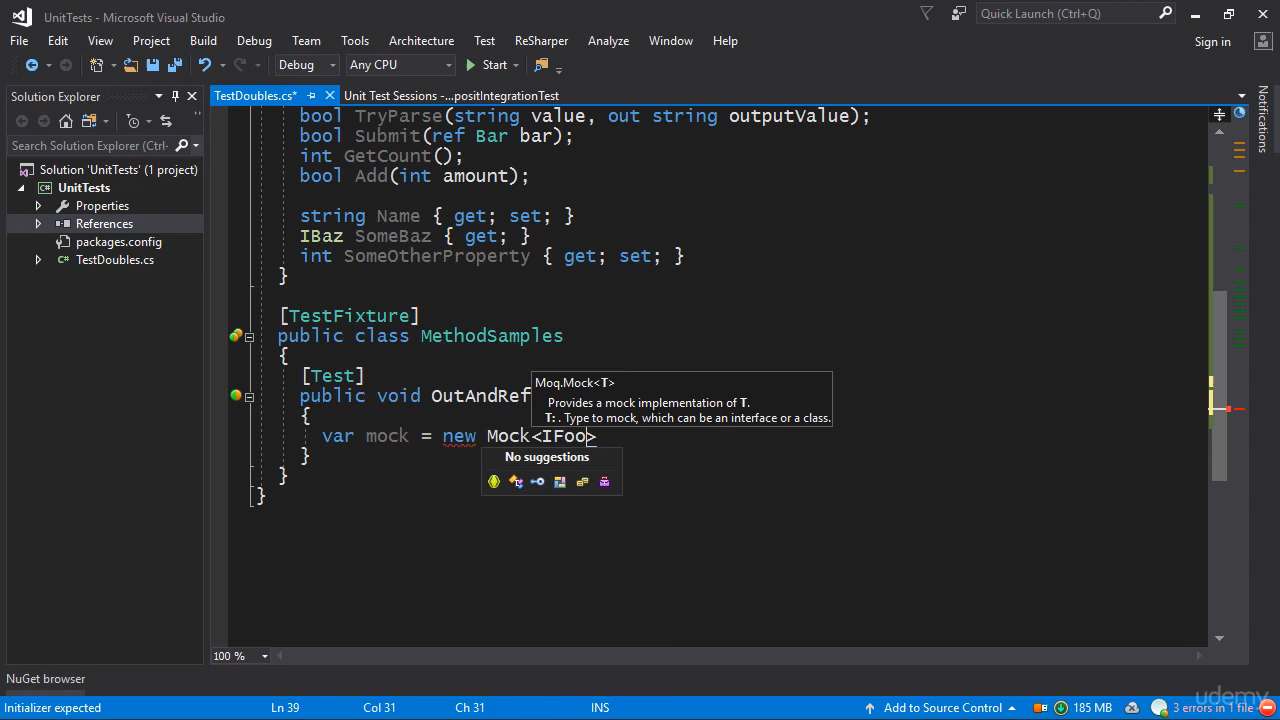 UnitTests - Microsoft Visual Studio
Quick Launch (Ctrl+Q)
File Edit View Project Build Debug Team Tools Architecture Test ReSharper Analyze Window Help
Sign in
Debug Any CPU Start
Solution Explorer
TestDoubles.cs* Unit Test Sessions -...positIntegrationTest
Search Solution Explorer (Ctrl-
Solution 'UnitTests' (1 project)
UnitTests
Properties
References
packages.config
TestDoubles.cs
bool TryParse(string value, out string outputValue);
bool Submit(ref Bar bar);
int GetCount();
bool Add(int amount);
string Name { get; set; }
IBaz SomeBaz { get; }
int SomeOtherProperty { get; set; }
}
[TestFixture]
public class MethodSamples
{
[Test]
public void OutAndRef
{
var mock = new Mock<IFoo>
}
}
}
Moq.Mock<T>
Provides a mock implementation of T.
T: . Type to mock, which can be an interface or a class.
No suggestions
Notifications
100 %
NuGet browser
Initializer expected Ln 39 Col 31 Ch 31 INS Add to Source Control 185 MB 3 errors in 1 file
udemy